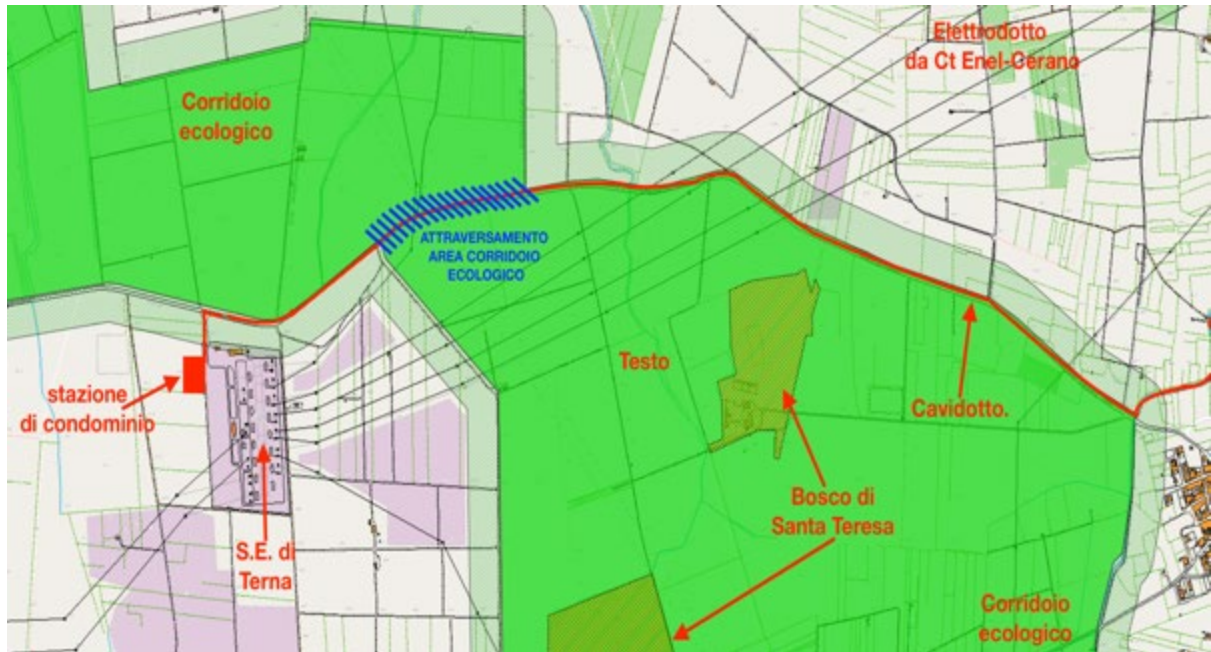 Elettrodotto
da Ct Enel-Cerano
Corridoio
ecologico
ATTRAVERSAMENTO
AREA CORRIDOIO
ECOLOGICO
Testo
stazione
di condominio
Cavidotto.
Bosco di
Santa Teresa
S.E. di
Terna
Corridoio
ecologico